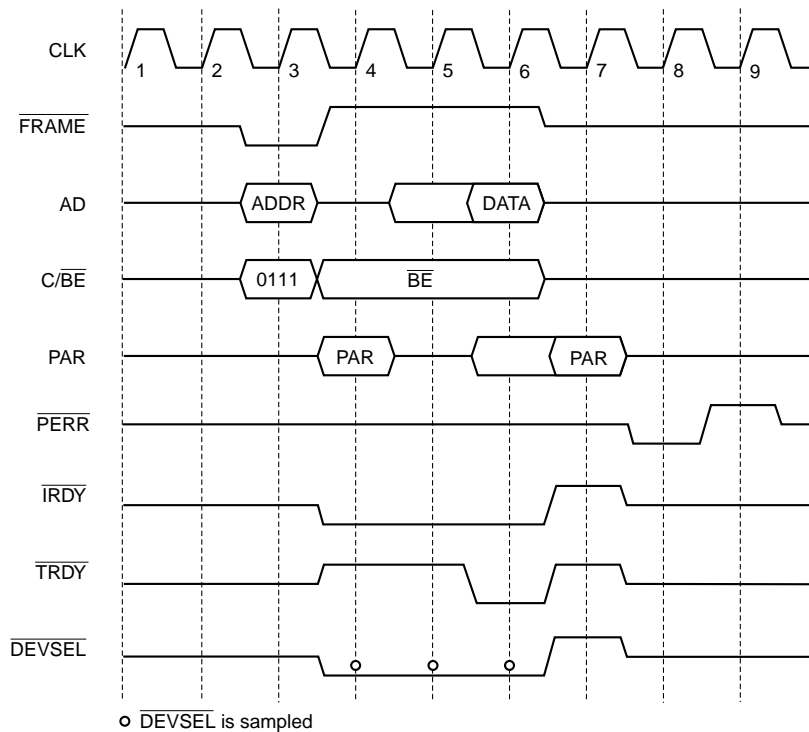 CLK
1 2 3 4 5 6 7 8 9
FRAME
AD
ADDR DATA
C/BE
0111 BE
PAR
PAR PAR
PERR
IRDY
TRDY
DEVSEL
DEVSEL is sampled